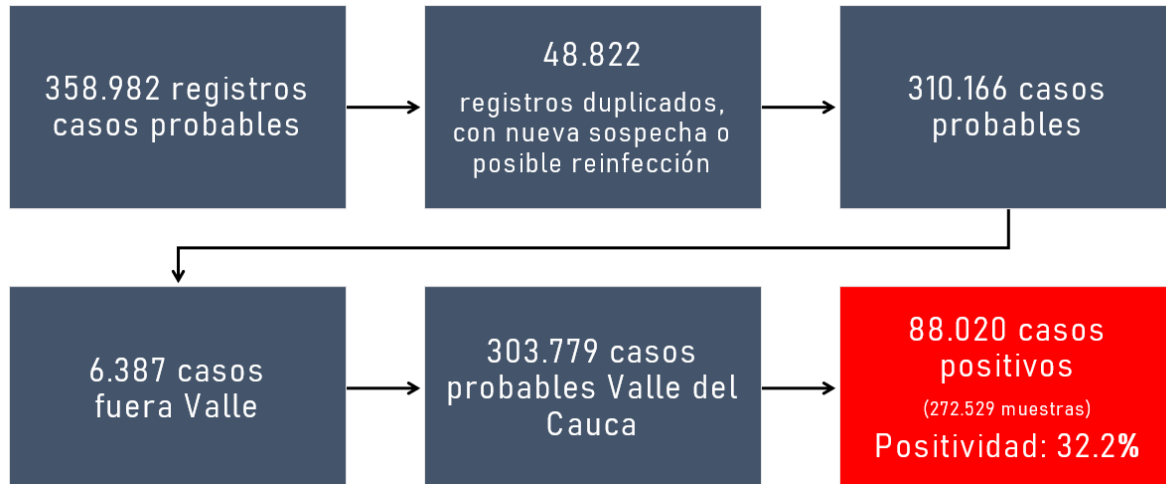 358.982 registros
casos probables
48.822
registros duplicados,
con nueva sospecha o
posible reinfección
310.166 casos
probables
6.387 casos
fuera Valle
303.779 casos
probables Valle del
Cauca
88.020 casos
positivos
(272.529 muestras)
Positividad: 32.2%